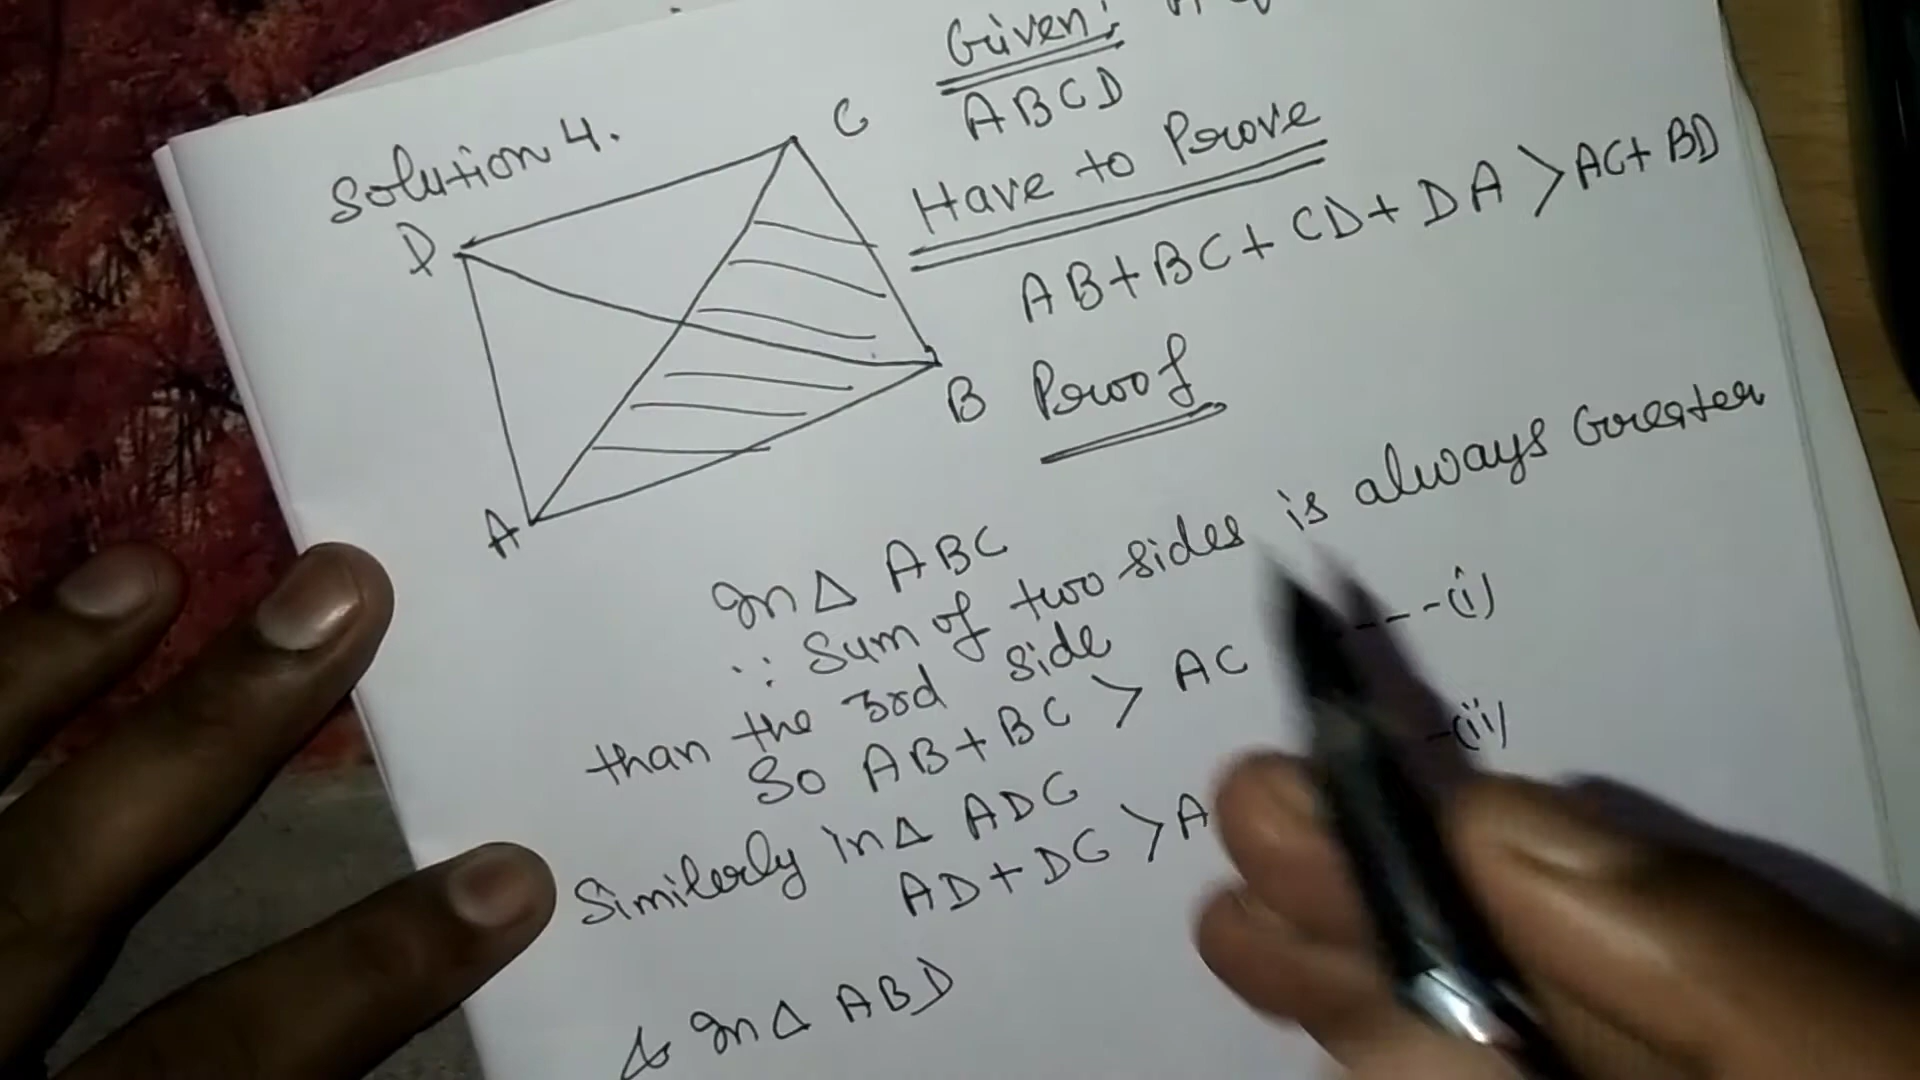 Solution 4.
Given:
ABCD
Have to Prove
AB+BC+CD+DA>AC+BD
Proof
D
C
B
A
In Δ ABC
∵ Sum of two sides is always Greater
than the 3rd side
So AB+BC > AC ----(i)
Similerly in Δ ADC
AD+DC >A -(ii)
& In Δ ABD